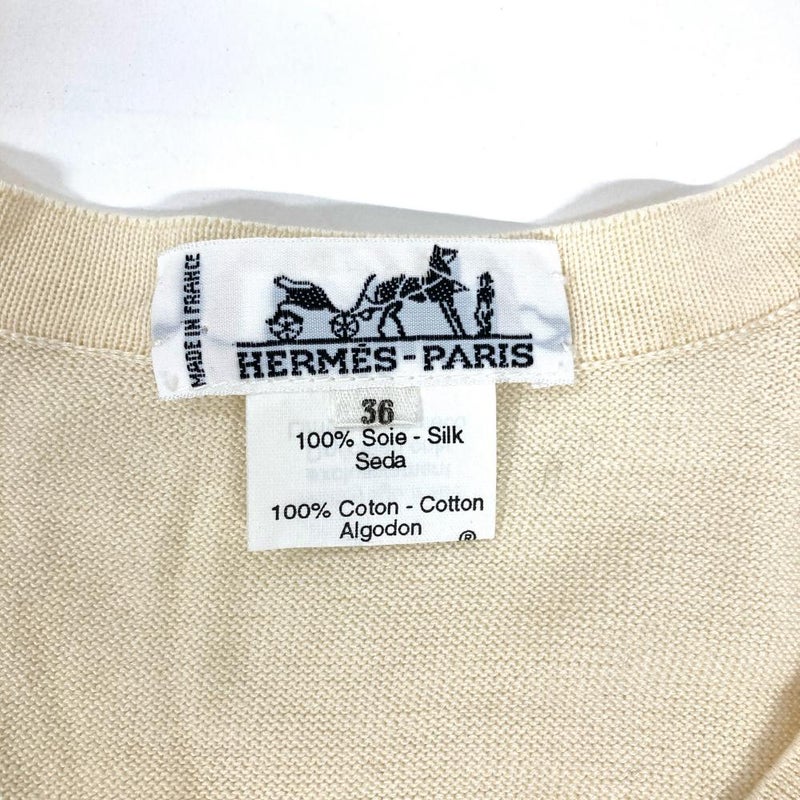 MADE IN FRANCE
HERMÈS-PARIS
36
100% Soie - Silk
Seda
100% Coton - Cotton
Algodon
®